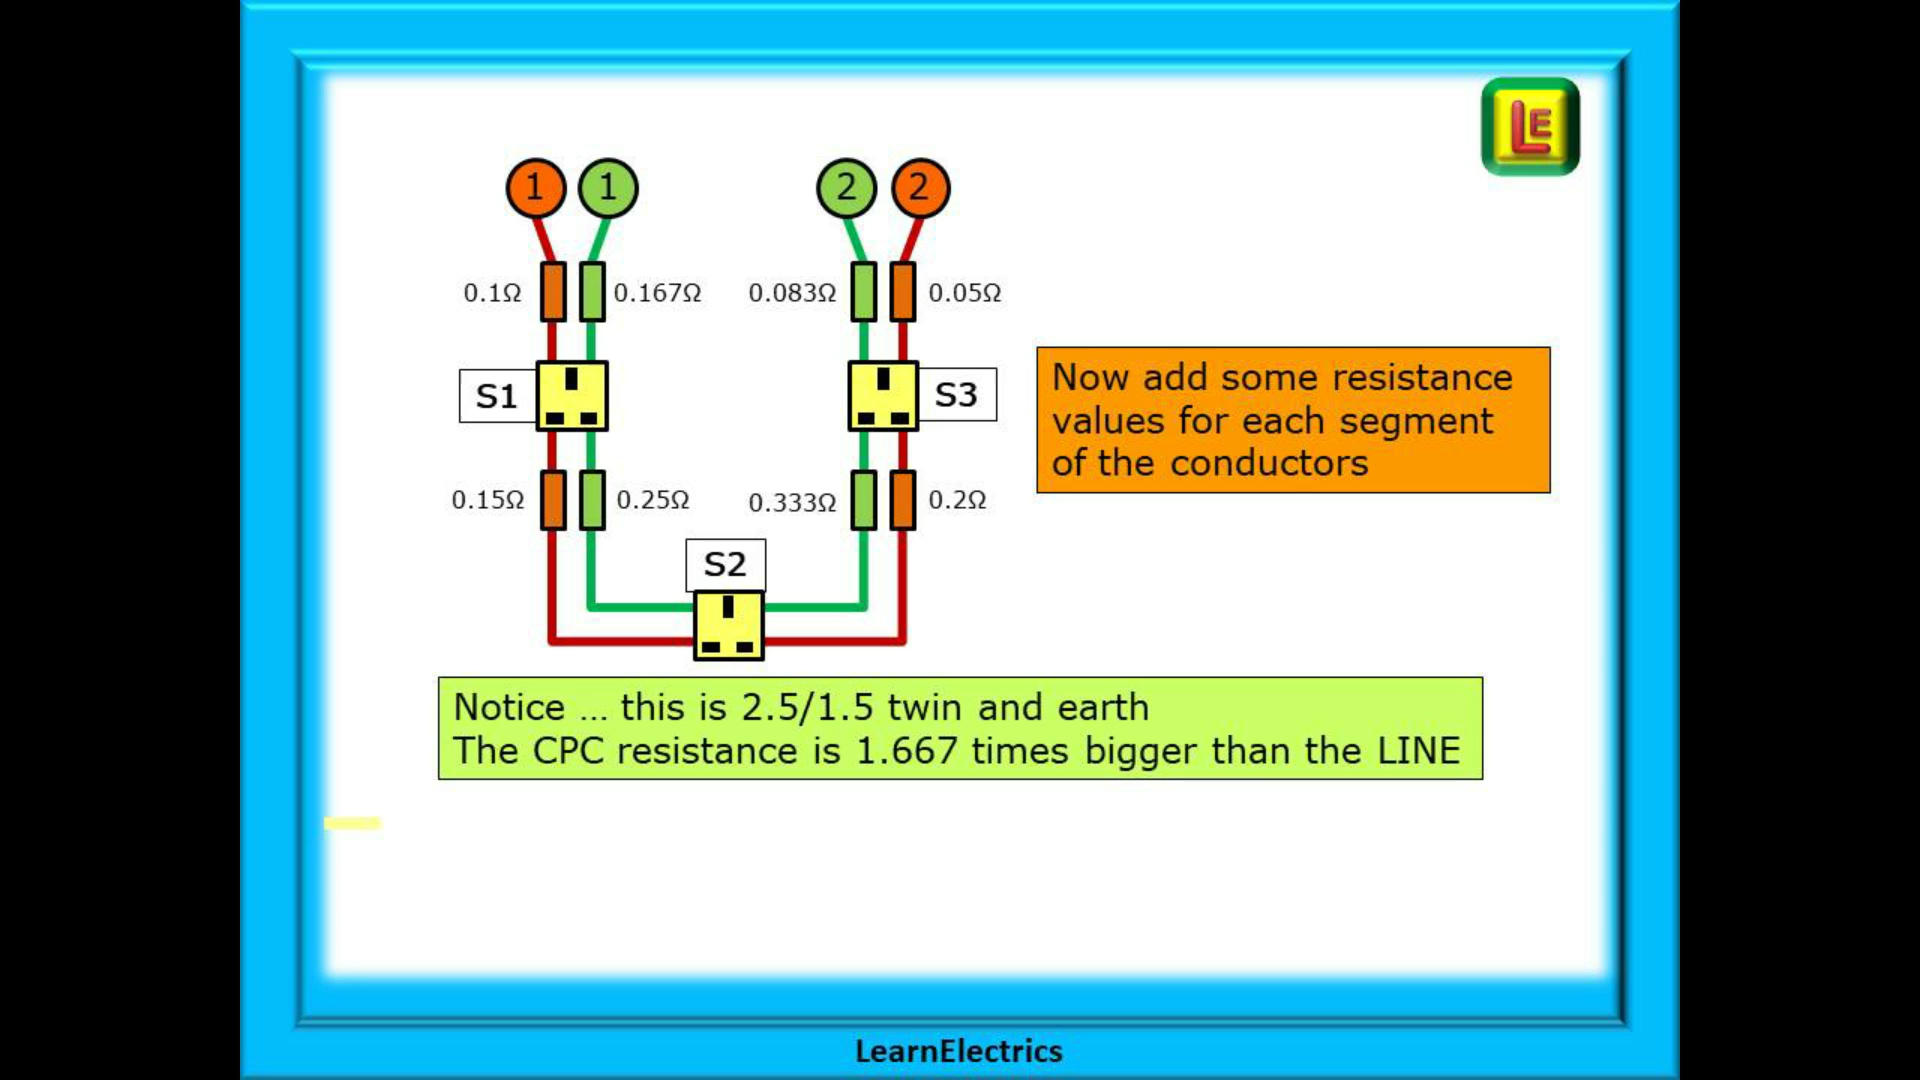 LE
1 1 2 2
0.1Ω 0.167Ω 0.083Ω 0.05Ω
S1 S3
Now add some resistance
values for each segment
of the conductors
0.15Ω 0.25Ω 0.333Ω 0.2Ω
S2
Notice ... this is 2.5/1.5 twin and earth
The CPC resistance is 1.667 times bigger than the LINE
LearnElectrics